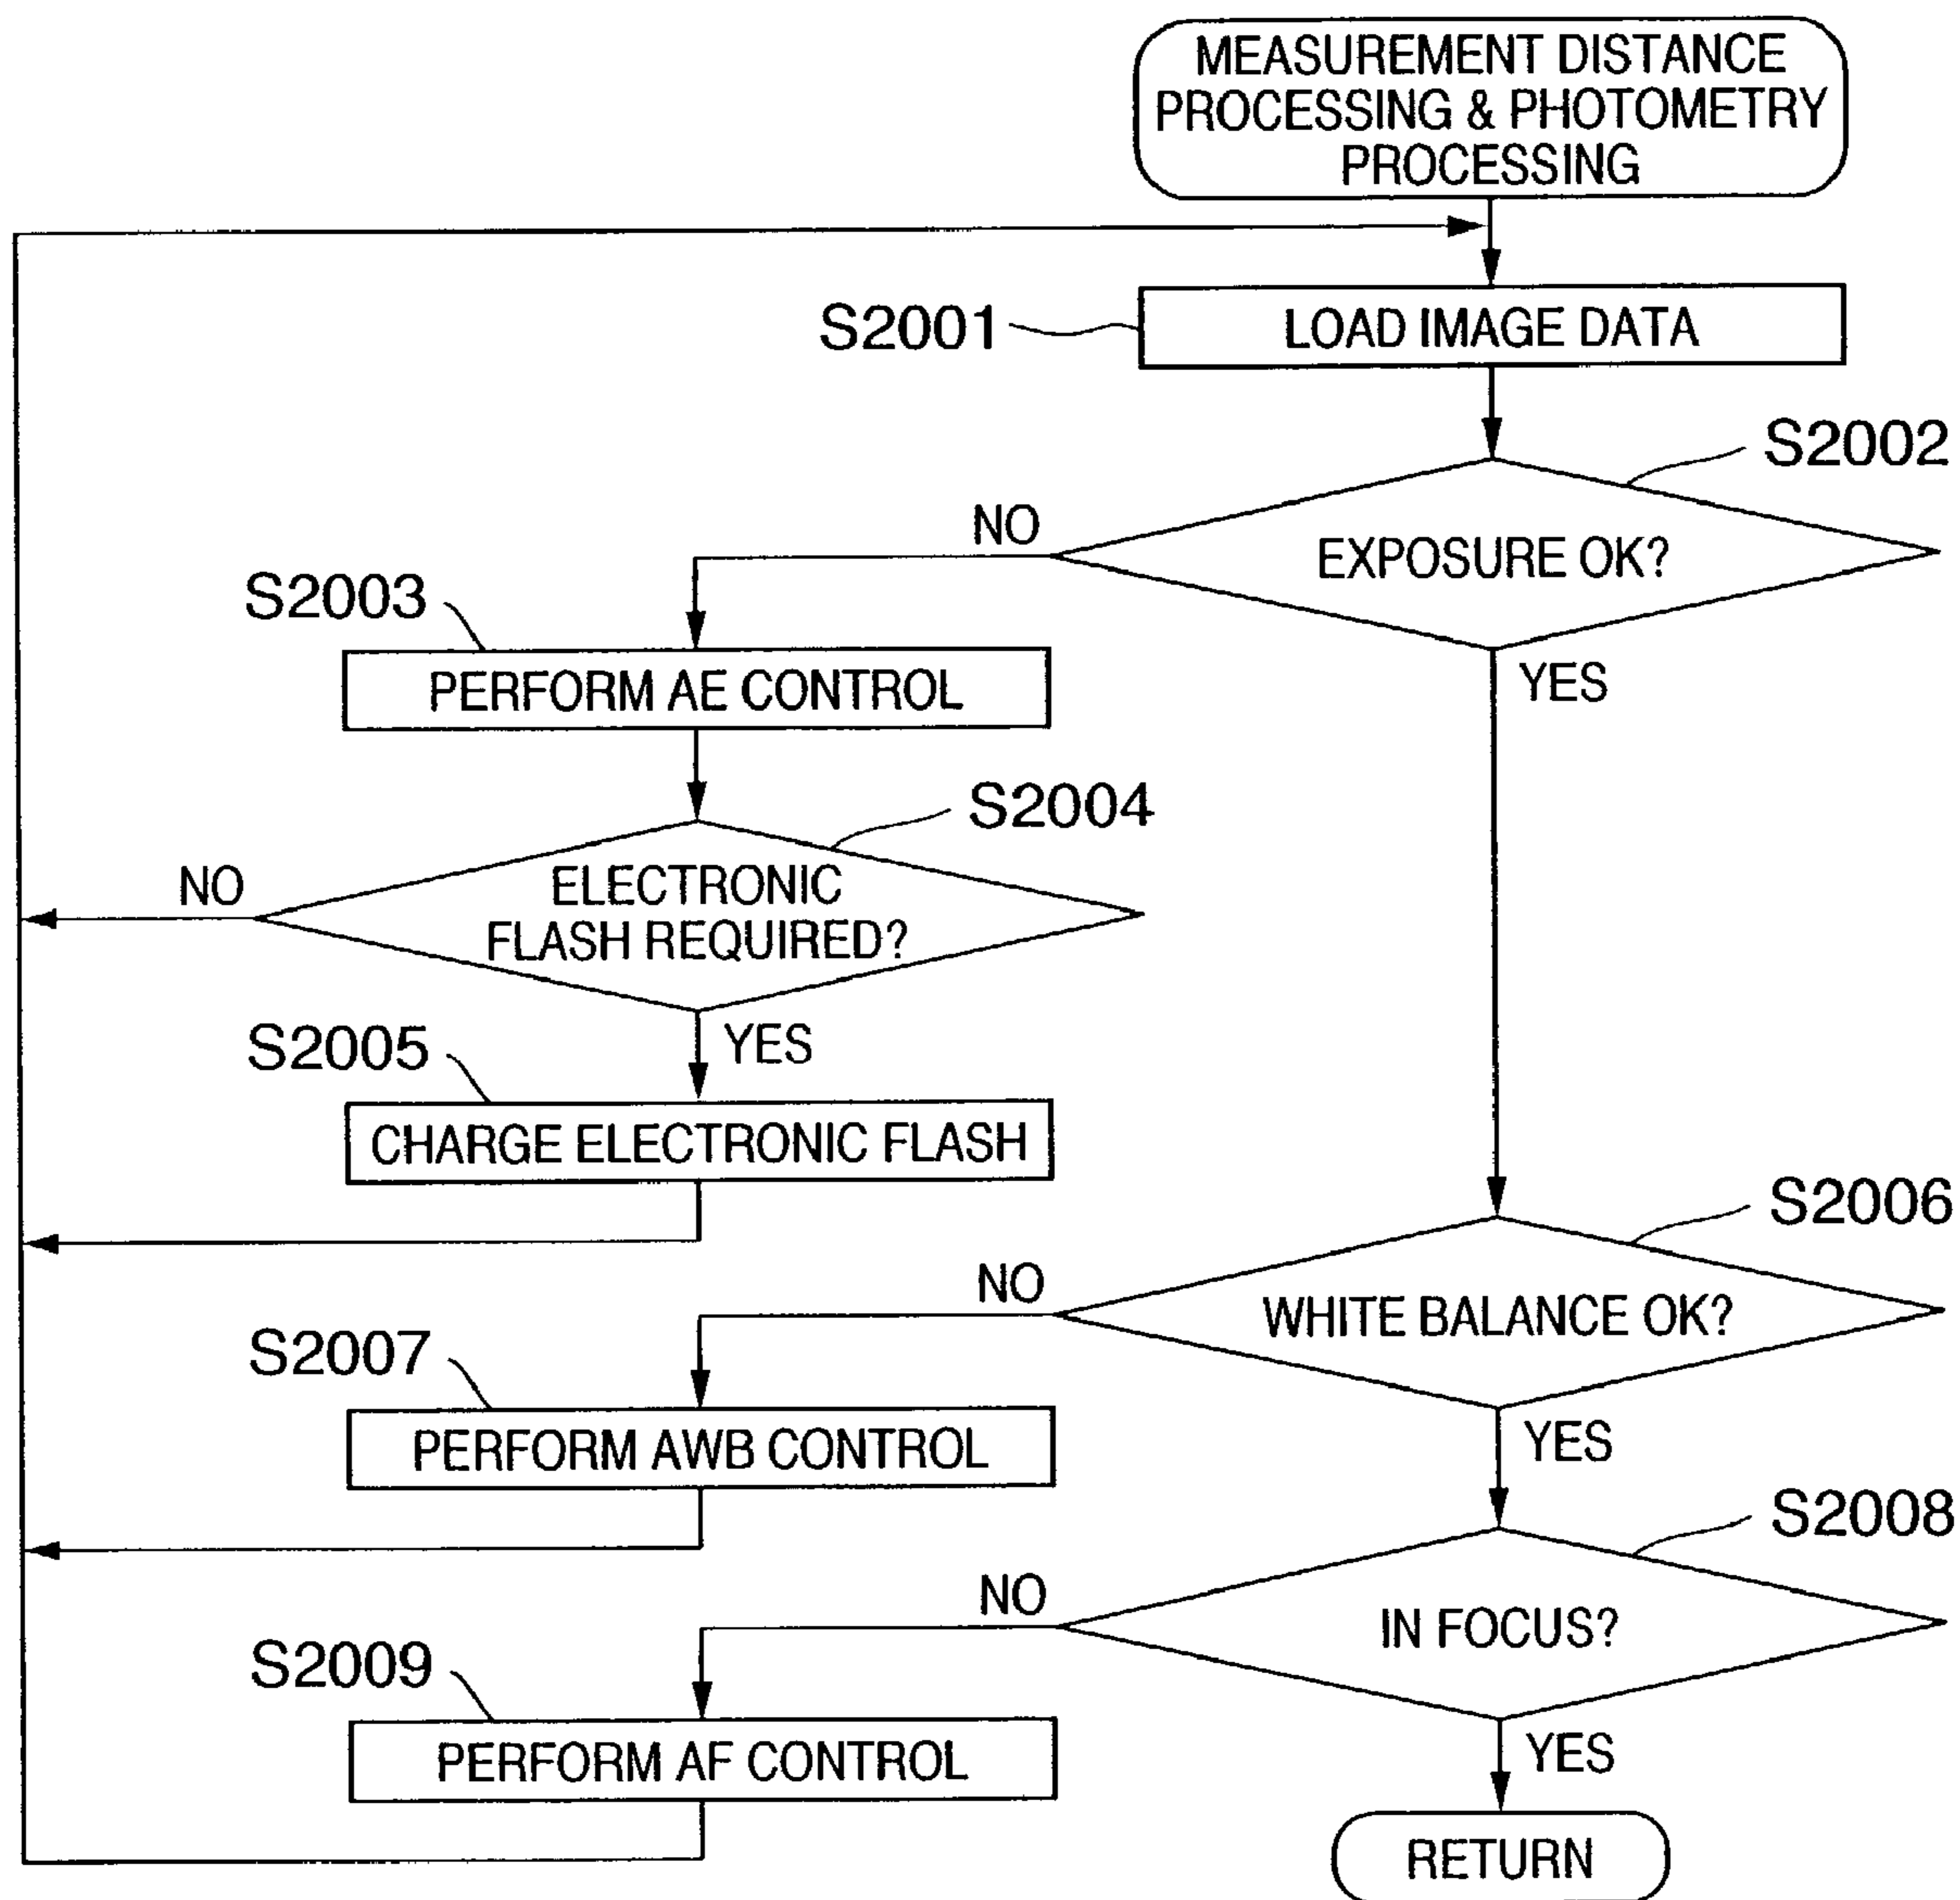 MEASUREMENT DISTANCE
PROCESSING & PHOTOMETRY
PROCESSING
S2001
LOAD IMAGE DATA
S2002
NO
EXPOSURE OK?
S2003
YES
PERFORM AE CONTROL
S2004
NO
ELECTRONIC
FLASH REQUIRED?
S2005
YES
CHARGE ELECTRONIC FLASH
S2006
NO
WHITE BALANCE OK?
S2007
YES
PERFORM AWB CONTROL
S2008
NO
IN FOCUS?
S2009
YES
PERFORM AF CONTROL
RETURN